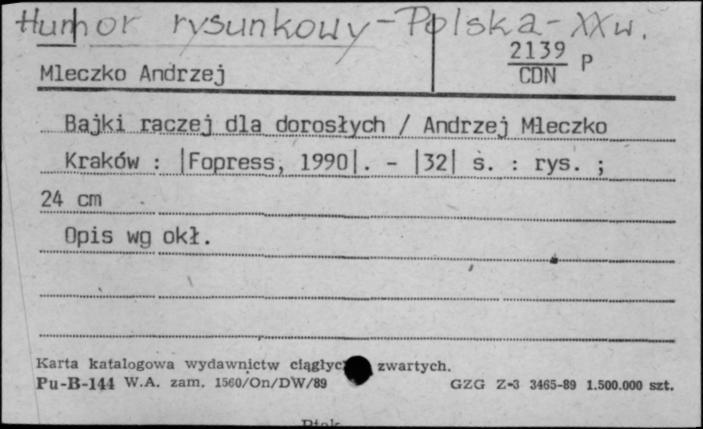 Humor rysunkowy - Polska - XX w.
2139 P
CDN
Mleczko Andrzej
Bajki raczej dla dorosłych / Andrzej Mleczko
Kraków : |Fopress, 1990|. - |32| s. : rys. ;
24 cm
Opis wg okł.
Karta katalogowa wydawnictw zwartych.
Pu-B-144 W.A. zam. 1560/On/DW/89 GZG Z-3 3465-89 1.500.000 szt.